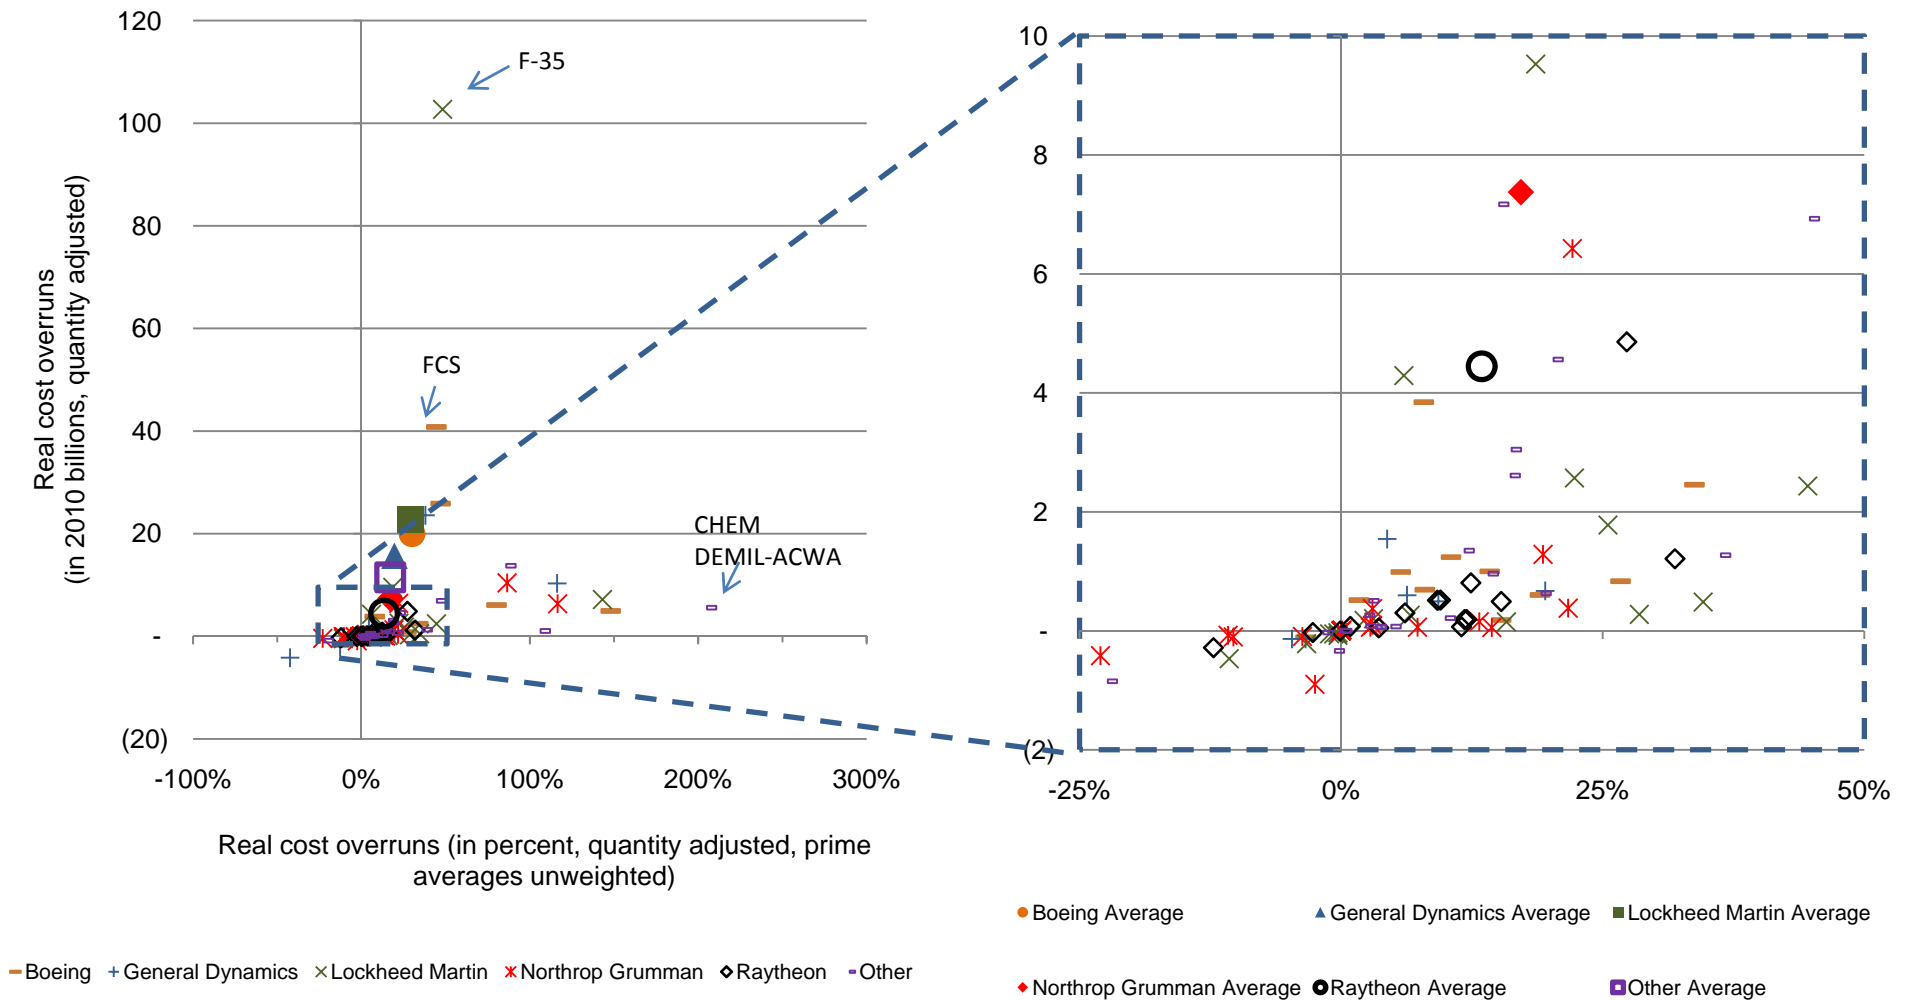 120
100
80
60
40
20
-
(20)
Real cost overruns
(in 2010 billions, quantity adjusted)
F-35
FCS
CHEM
DEMIL-ACWA
-100%
0%
100%
200%
300%
Real cost overruns (in percent, quantity adjusted, prime
averages unweighted)
Boeing
General Dynamics
Lockheed Martin
Northrop Grumman
Raytheon
Other
10
8
6
4
2
-
(2)
-25%
0%
25%
50%
Boeing Average
General Dynamics Average
Lockheed Martin Average
Northrop Grumman Average
Raytheon Average
Other Average